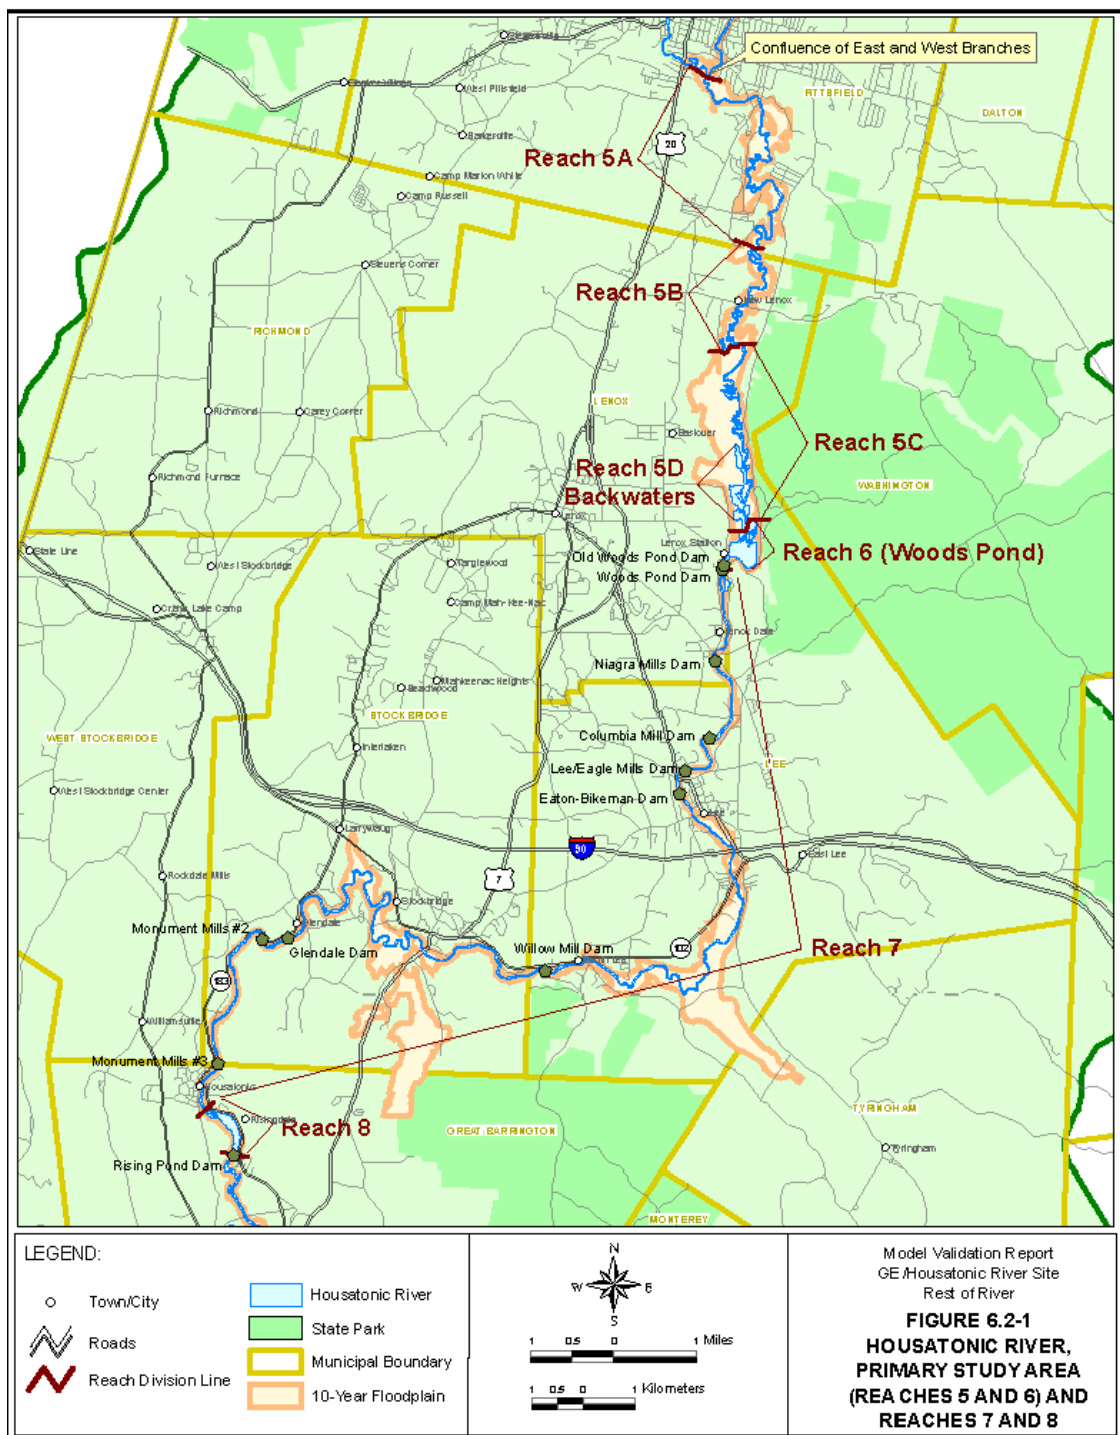 Confluence of East and West Branches
PITTSFIELD
DALTON
West Pittsfield
Barkerville
20
Reach 5A
Camp Marion White
Camp Russell
Stevens Corner
Reach 5B
New Lenox
RICHMOND
Richmond
Carey Corner
LENOX
Reach 5C
Reach 5D
Backwaters
Richmond Furnace
WASHINGTON
Lenox
Lenox Station
State Line
Old Woods Pond Dam
Reach 6 (Woods Pond)
West Stockbridge
Tanglewood
Woods Pond Dam
Crane Lake Camp
Camp Mah-Kee-Nac
Lenox Dale
Niagra Mills Dam
Mahkeenac Heights
Beachwood
STOCKBRIDGE
WEST STOCKBRIDGE
Columbia Mill Dam
Interlaken
LEE
Lee/Eagle Mills Dam
West Stockbridge Center
Eaton-Bikeman Dam
Lee
Larrywaug
90
East Lee
Rockdale Mills
7
Stockbridge
Glendale
Monument Mills #2
Glendale Dam
Willow Mill Dam
102
Reach 7
183
Williamsville
Monument Mills #3
Housatonic
Risingdale
Reach 8
GREAT BARRINGTON
TYRINGHAM
Tyringham
Rising Pond Dam
MONTEREY
LEGEND:
Town/City
Roads
Reach Division Line
Housatonic River
State Park
Municipal Boundary
10-Year Floodplain
N
W E
S
1 0.5 0 1 Miles
1 0.5 0 1 Kilometers
Model Validation Report
GE/Housatonic River Site
Rest of River
FIGURE 6.2-1
HOUSATONIC RIVER,
PRIMARY STUDY AREA
(REACHES 5 AND 6) AND
REACHES 7 AND 8